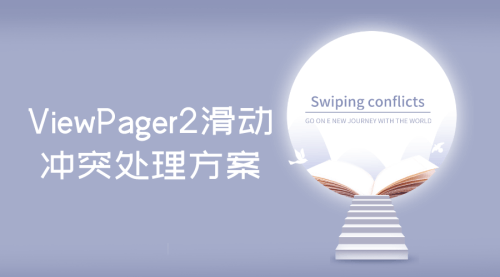 ViewPager2滑动
冲突处理方案
Swiping conflicts
GO ON E NEW JOURNEY WITH THE WORLD